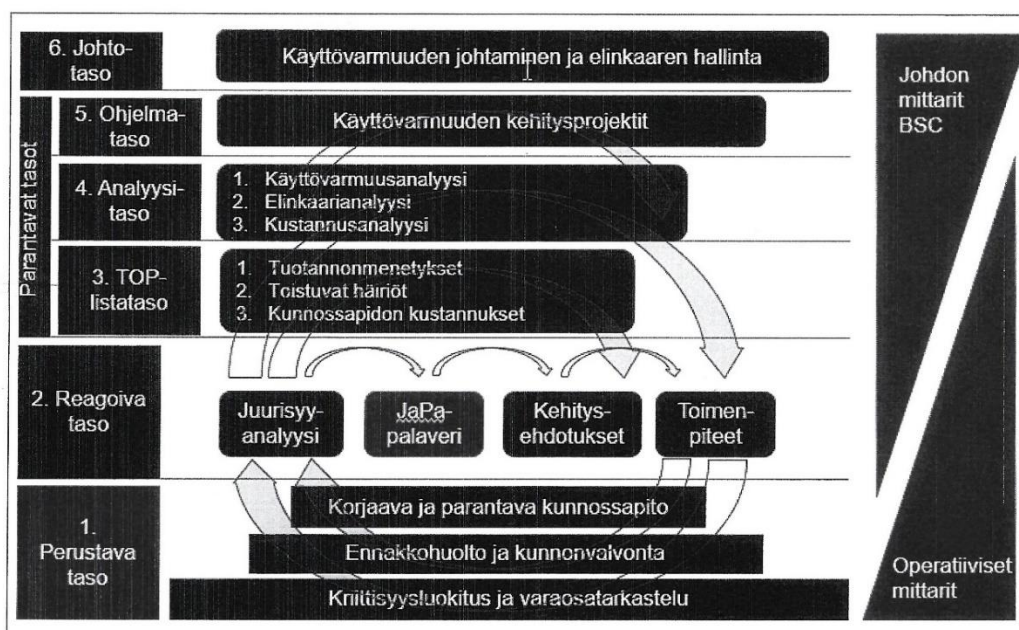 6. Johto-
taso
Käyttövarmuuden johtaminen ja elinkaaren hallinta
Johdon
mittarit
BSC
Parantavat tasot
5. Ohjelma-
taso
Käyttövarmuuden kehitysprojektit
4. Analyysi-
taso
1. Käyttövarmuusanalyysi
2. Elinkaarianalyysi
3. Kustannusanalyysi
3. TOP-
listataso
1. Tuotannonmenetykset
2. Toistuvat häiriöt
3. Kunnossapidon kustannukset
2. Reagoiva
taso
Juurisyy-
analyysi
JaPa-
palaveri
Kehitys-
ehdotukset
Toimen-
piteet
1.
Perustava
taso
Korjaava ja parantava kunnossapito
Ennakkohuolto ja kunnonvalvonta
Kriittisyysluokitus ja varaosatarkastelu
Operatiiviset
mittarit